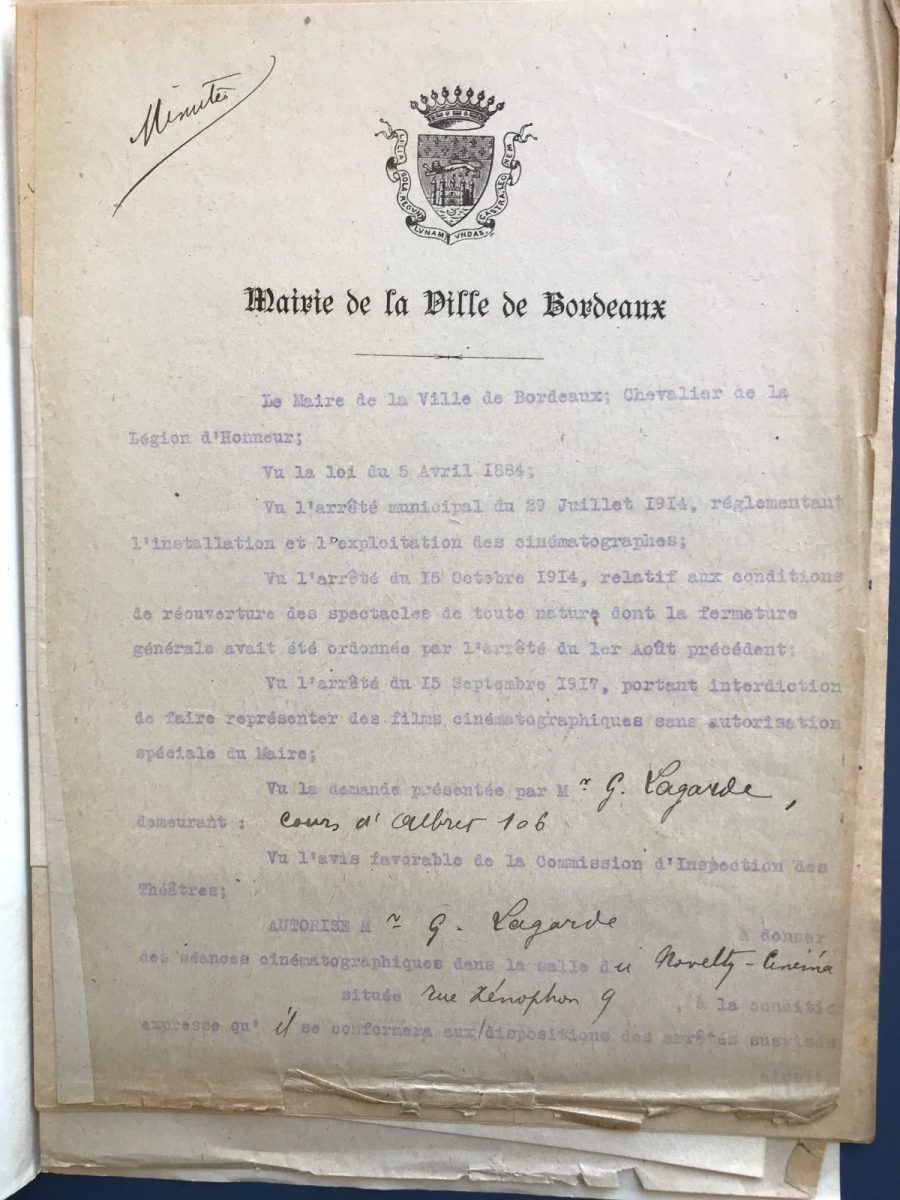 Minute
LILIA SOLA REGUNT LUNAM UNDAS CASTRA LEONEM
Mairie de la Ville de Bordeaux
Le Maire de la Ville de Bordeaux; Chevalier de la
Légion d'Honneur;
Vu la loi du 5 Avril 1884;
Vu l'arrêté municipal du 29 Juillet 1914, réglementant
l'installation et l'exploitation des cinématographes;
Vu l'arrêté du 15 Octobre 1914, relatif aux conditions
de réouverture des spectacles de toute nature dont la fermeture
générale avait été ordonnée par l'arrêté du 1er Août précédent;
Vu l'arrêté du 15 Septembre 1917, portant interdiction
de faire représenter des films cinématographiques sans autorisation
spéciale du Maire;
Vu la demande présentée par Mr G. Lagarde,
demeurant : Cours d'Albret 106
Vu l'avis favorable de la Commission d'Inspection des
Théâtres;
AUTORISE Mr G. Lagarde à donner
des séances cinématographiques dans la salle du Novelty-Cinéma
située rue Xénophon 9, à la condition
expresse qu'il se conformera aux dispositions des arrêtés susvisés